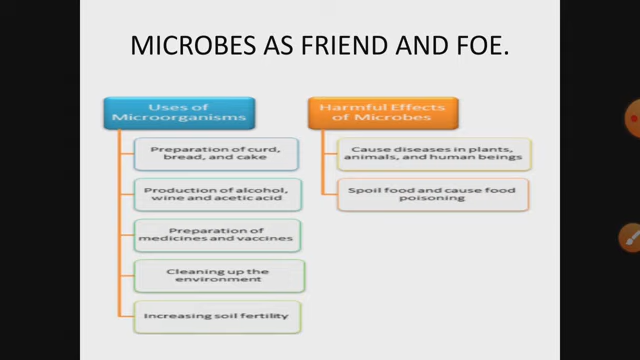 MICROBES AS FRIEND AND FOE.
Uses of
Microorganisms
Preparation of curd,
bread, and cake
Production of alcohol,
wine and acetic acid
Preparation of
medicines and vaccines
Cleaning up the
environment
Increasing soil fertility
Harmful Effects
of Microbes
Cause diseases in plants,
animals, and human beings
Spoil food and cause food
poisoning